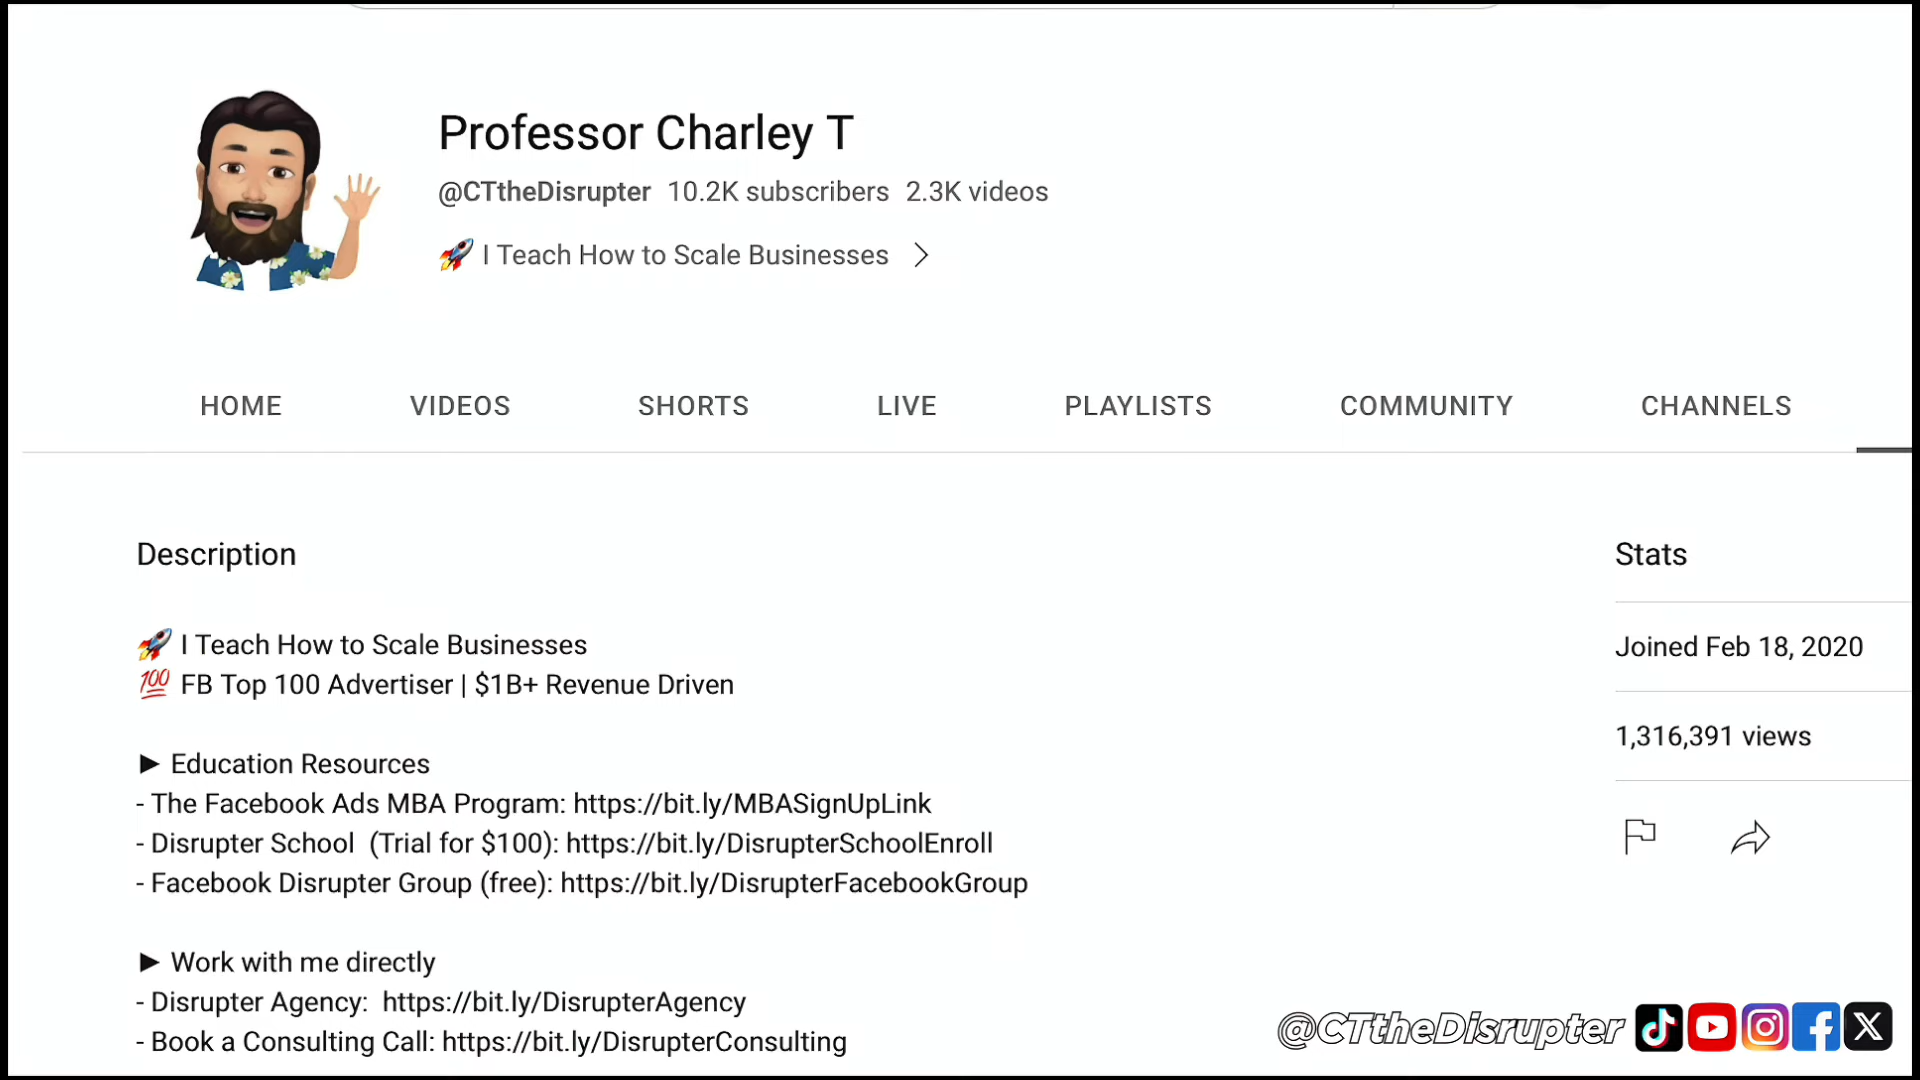 Professor Charley T
@CTtheDisrupter 10.2K subscribers 2.3K videos
🚀 I Teach How to Scale Businesses
HOME VIDEOS SHORTS LIVE PLAYLISTS COMMUNITY CHANNELS
Description
🚀 I Teach How to Scale Businesses
💯 FB Top 100 Advertiser | $1B+ Revenue Driven
► Education Resources
- The Facebook Ads MBA Program: https://bit.ly/MBASignUpLink
- Disrupter School (Trial for $100): https://bit.ly/DisrupterSchoolEnroll
- Facebook Disrupter Group (free): https://bit.ly/DisrupterFacebookGroup
► Work with me directly
- Disrupter Agency: https://bit.ly/DisrupterAgency
- Book a Consulting Call: https://bit.ly/DisrupterConsulting
Stats
Joined Feb 18, 2020
1,316,391 views
@CTtheDisrupter